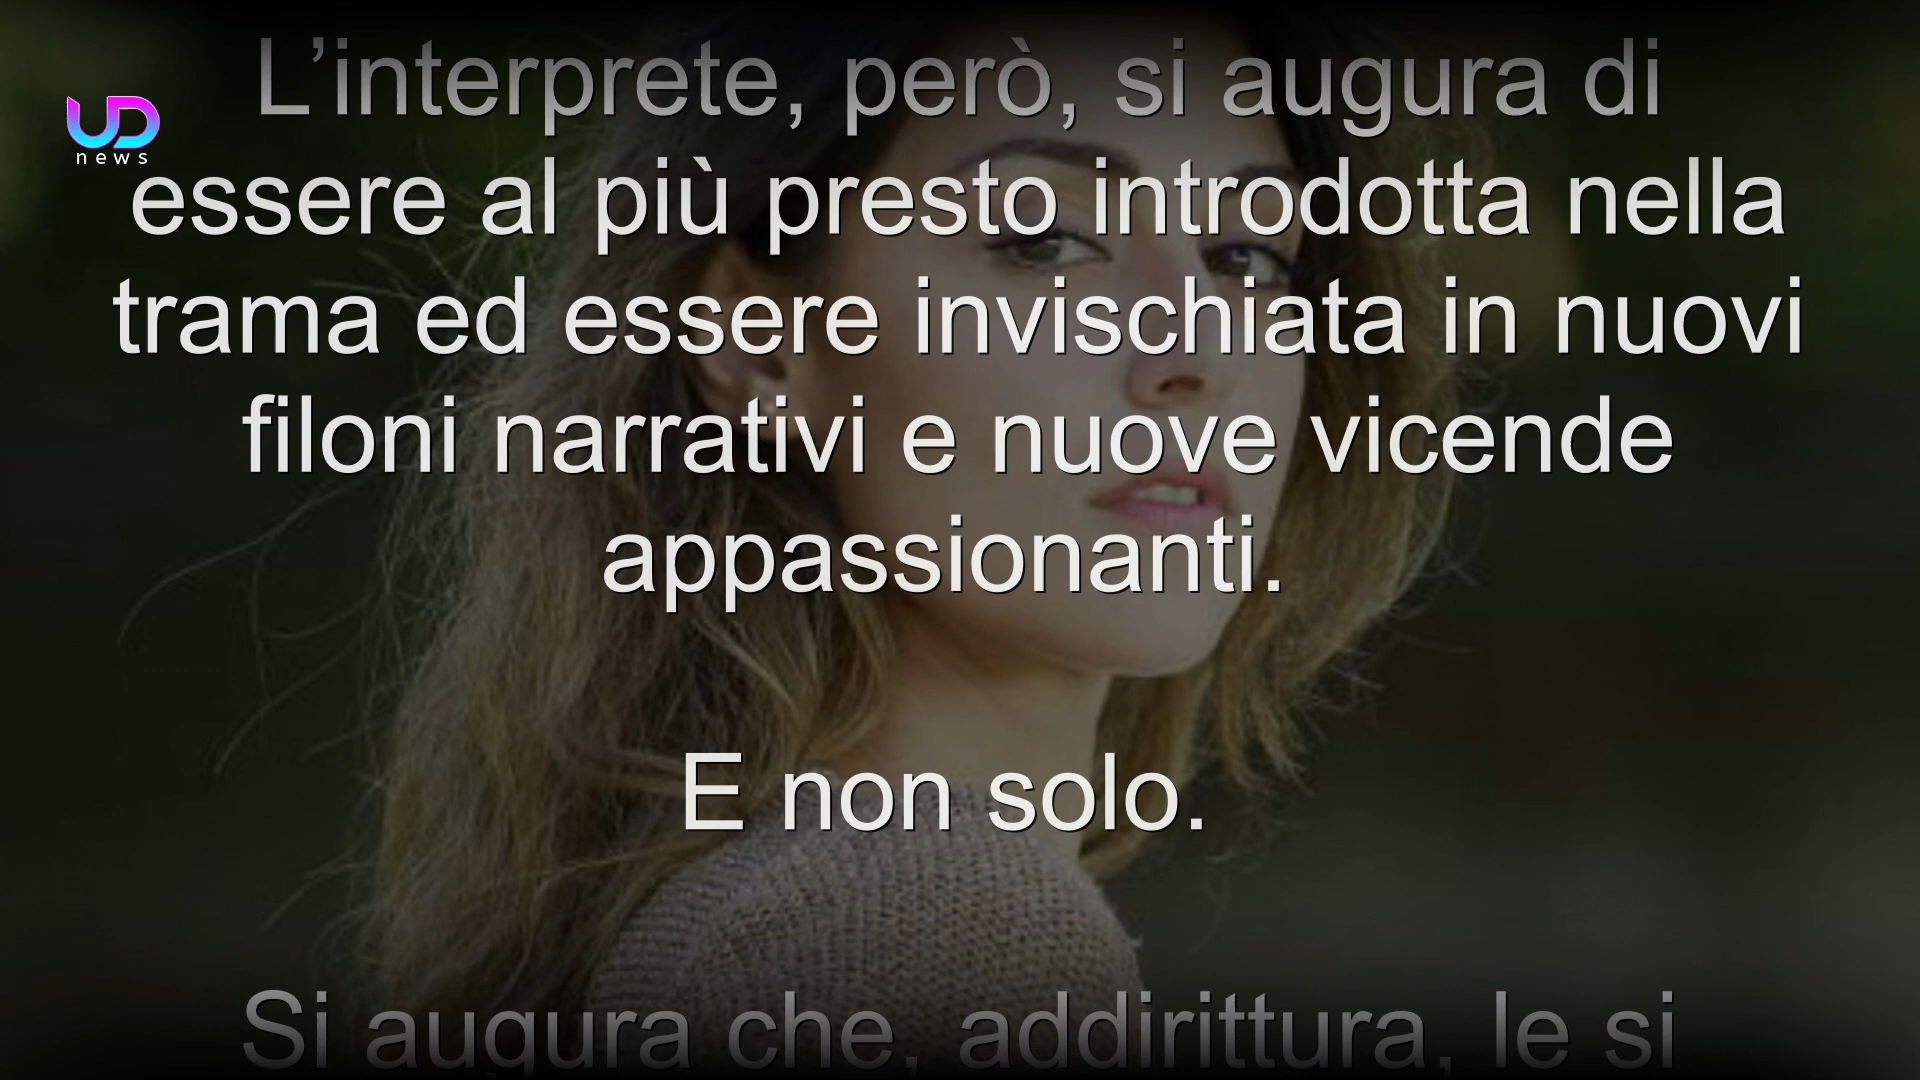 L’interprete, però, si augura di
UD
news
essere al più presto introdotta nella
trama ed essere invischiata in nuovi
filoni narrativi e nuove vicende
appassionanti.
E non solo.
Si augura che, addirittura, le si